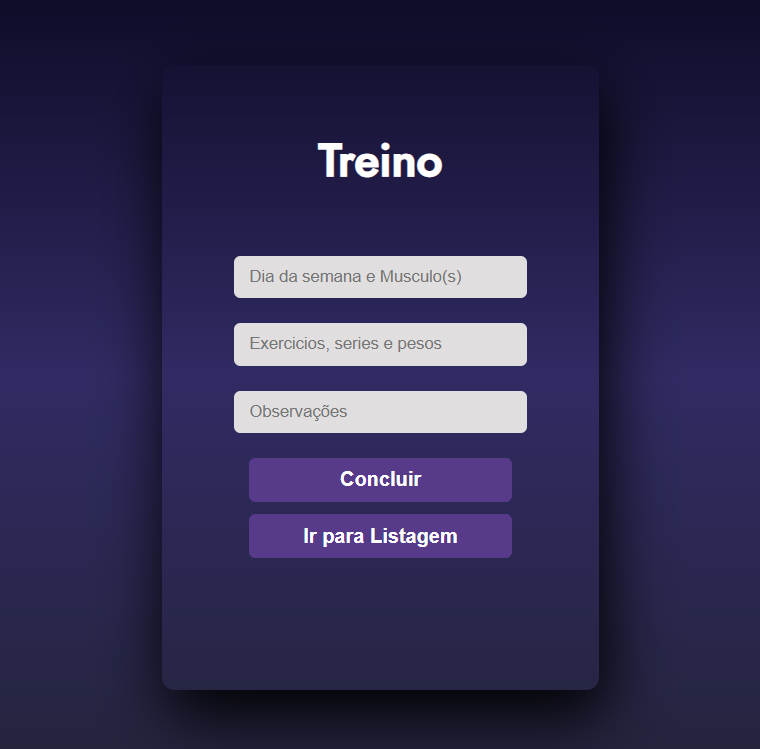 Treino
Dia da semana e Musculo(s)
Exercicios, series e pesos
Observações
Concluir
Ir para Listagem